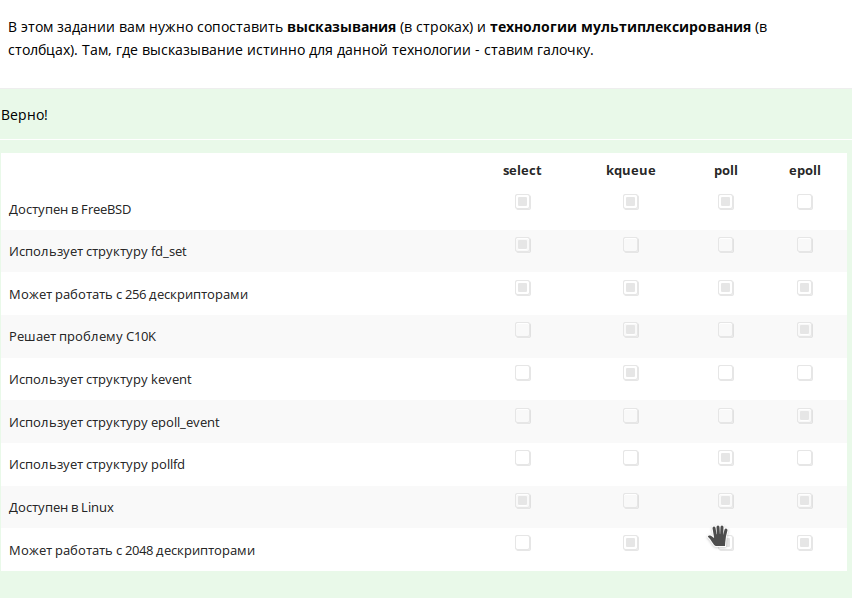 В этом задании вам нужно сопоставить высказывания (в строках) и технологии мультиплексирования (в
столбцах). Там, где высказывание истинно для данной технологии - ставим галочку.
Верно!
select kqueue poll epoll
Доступен в FreeBSD
Использует структуру fd_set
Может работать с 256 дескрипторами
Решает проблему C10K
Использует структуру kevent
Использует структуру epoll_event
Использует структуру pollfd
Доступен в Linux
Может работать с 2048 дескрипторами